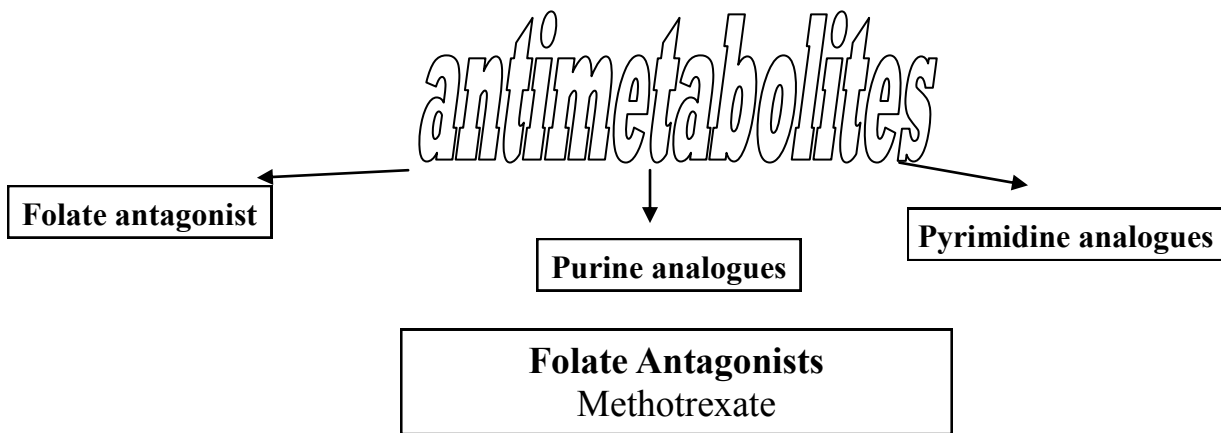 antimetabolites
Folate antagonist
Purine analogues
Pyrimidine analogues
Folate Antagonists
Methotrexate